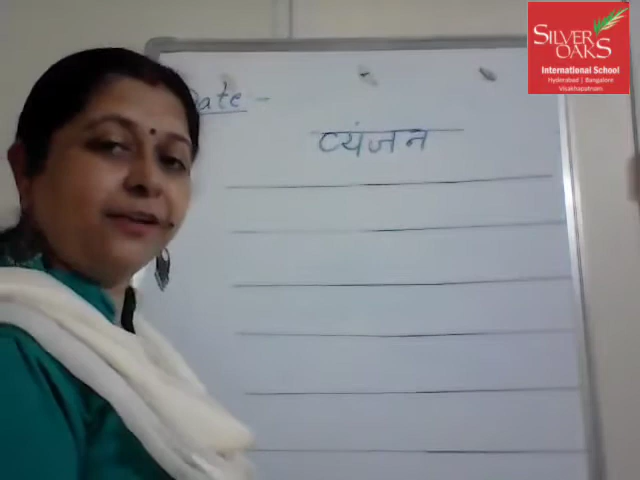 SILVER OAKS
International School
Hyderabad | Bangalore
Visakhapatnam
Date -
व्यंजन